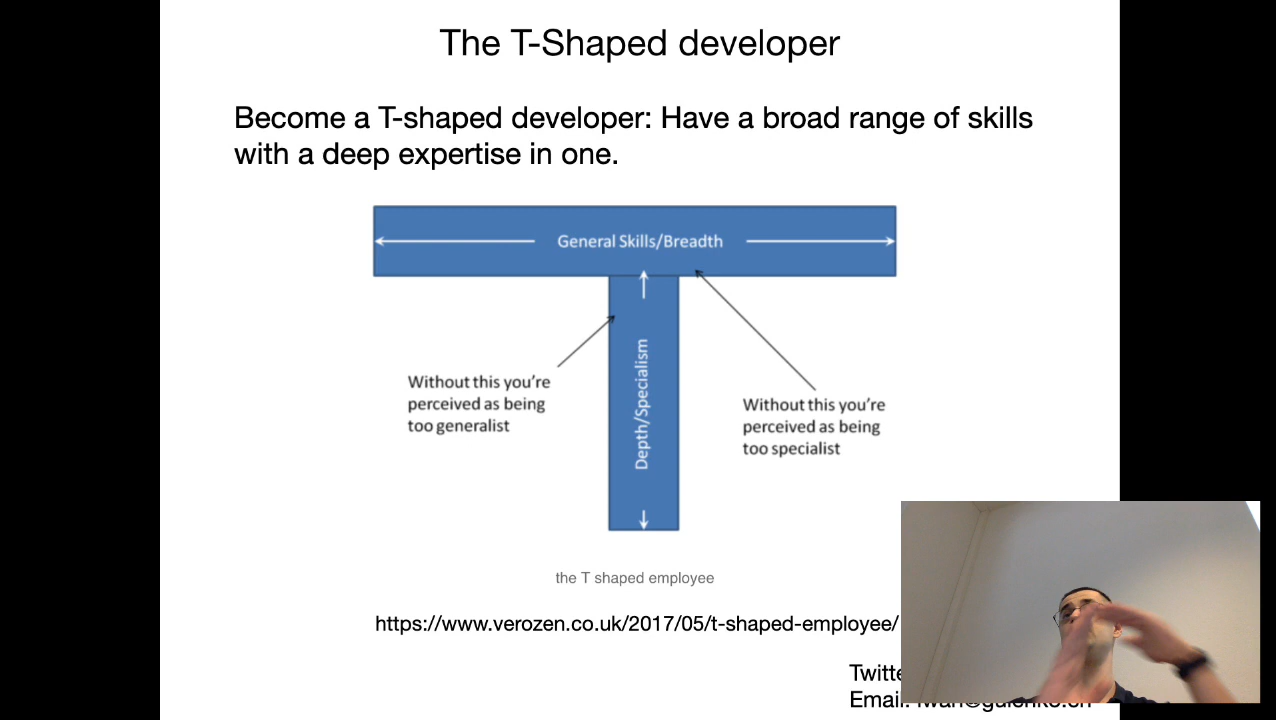 The T-Shaped developer
Become a T-shaped developer: Have a broad range of skills
with a deep expertise in one.
General Skills/Breadth
Depth/Specialism
Without this you're
perceived as being
too generalist
Without this you're
perceived as being
too specialist
the T shaped employee
https://www.verozen.co.uk/2017/05/t-shaped-employee/
Email: